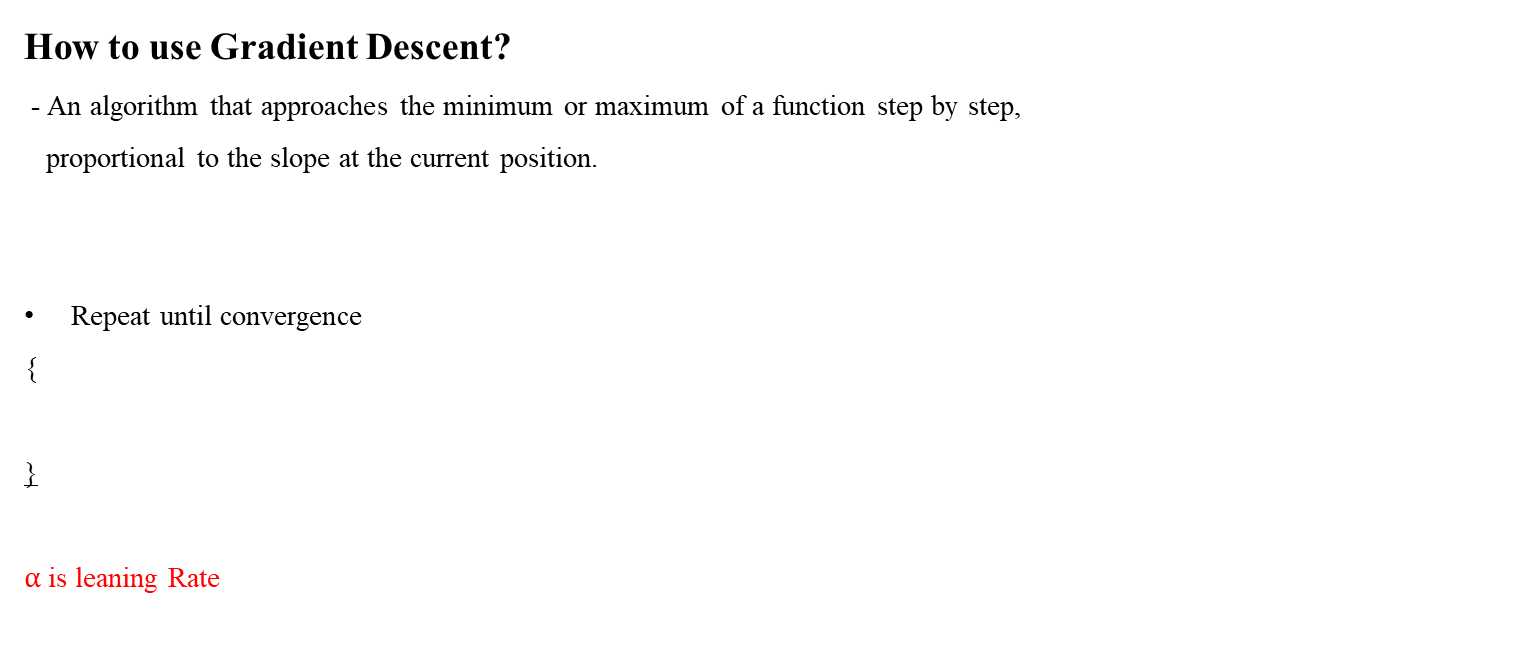 How to use Gradient Descent?
- An algorithm that approaches the minimum or maximum of a function step by step,
proportional to the slope at the current position.
• Repeat until convergence
{
}
α is leaning Rate